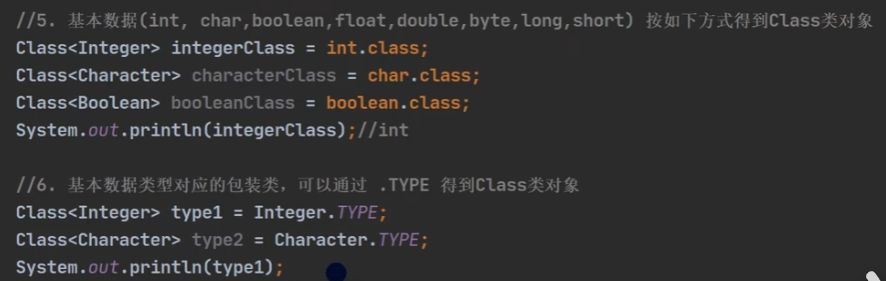 //5. 基本数据(int, char,boolean,float,double,byte,long,short) 按如下方式得到Class类对象
Class<Integer> integerClass = int.class;
Class<Character> characterClass = char.class;
Class<Boolean> booleanClass = boolean.class;
System.out.println(integerClass);//int
//6. 基本数据类型对应的包装类，可以通过 .TYPE 得到Class类对象
Class<Integer> type1 = Integer.TYPE;
Class<Character> type2 = Character.TYPE;
System.out.println(type1);